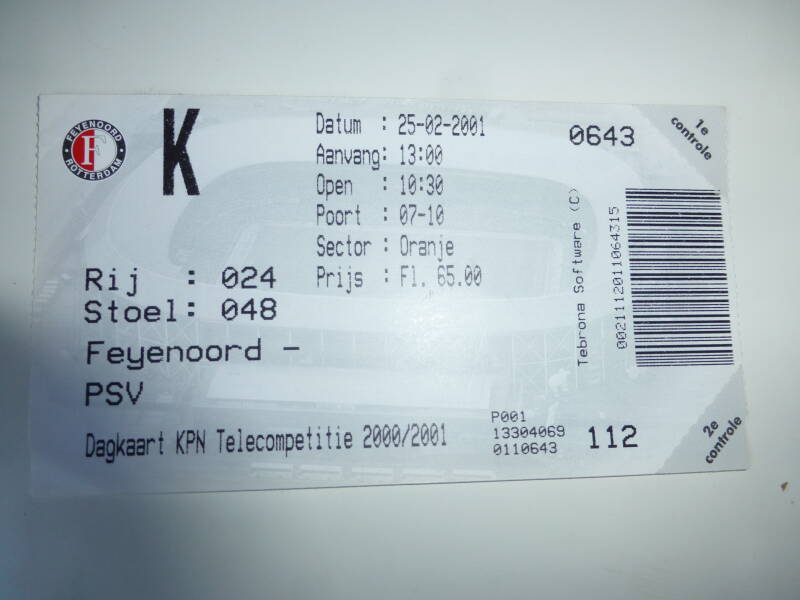 FEYENOORD
ROTTERDAM
F
K
Datum : 25-02-2001
Aanvang: 13:00
Open : 10:30
Poort : 07-10
Sector : Oranje
Prijs : Fl. 65.00
Rij : 024
Stoel: 048
Feyenoord -
PSV
Dagkaart KPN Telecompetitie 2000/2001
P001
13304069
0110643
112
0643
1e
controle
Tebrona Software (C)
0021112011064315
2e
controle